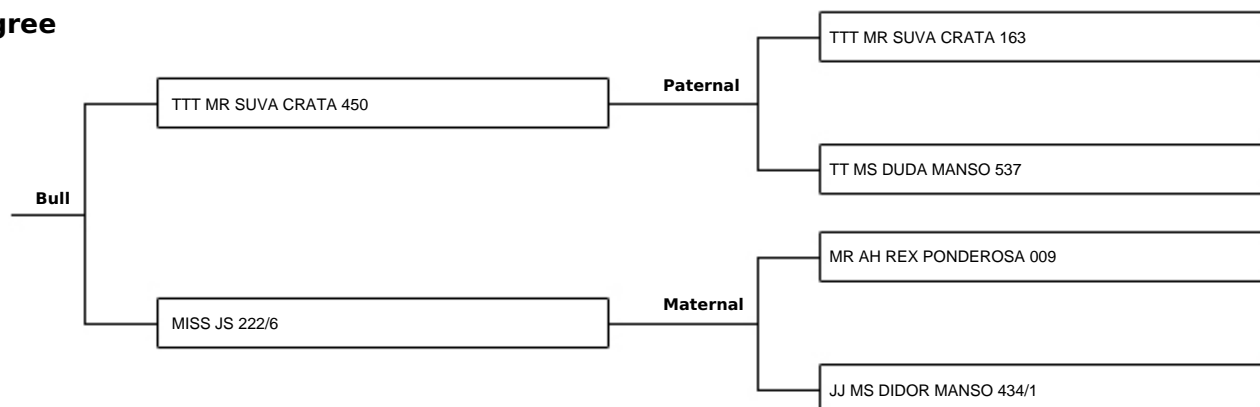 gree
TTT MR SUVA CRATA 163
Paternal
TTT MR SUVA CRATA 450
TT MS DUDA MANSO 537
Bull
MR AH REX PONDEROSA 009
Maternal
MISS JS 222/6
JJ MS DIDOR MANSO 434/1